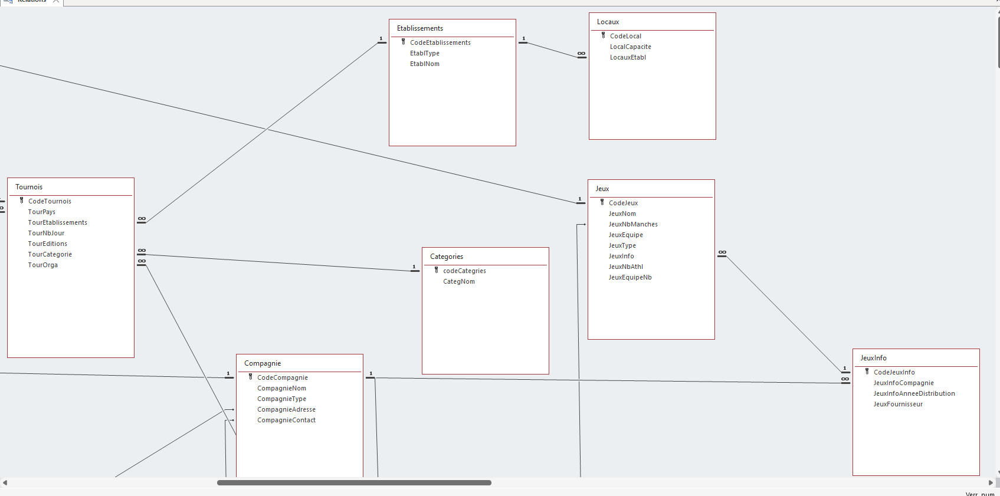 Relations
Etablissements
CodeEtablissements
EtablType
EtablNom
1
1
∞
Locaux
CodeLocal
LocalCapacite
LocauxEtabl
Tournois
CodeTournois
TourPays
TourEtablissements
TourNbJour
TourEditions
TourCategorie
TourOrga
∞
∞
∞
1
Categories
codeCategries
CategNom
1
Jeux
CodeJeux
JeuxNom
JeuxNbManches
JeuxEquipe
JeuxType
JeuxInfo
JeuxNbAthl
JeuxEquipeNb
∞
1
Compagnie
CodeCompagnie
CompagnieNom
CompagnieType
CompagnieAdresse
CompagnieContact
1
1
∞
JeuxInfo
CodeJeuxInfo
JeuxInfoCompagnie
JeuxInfoAnneeDistribution
JeuxFournisseur
Verr. num